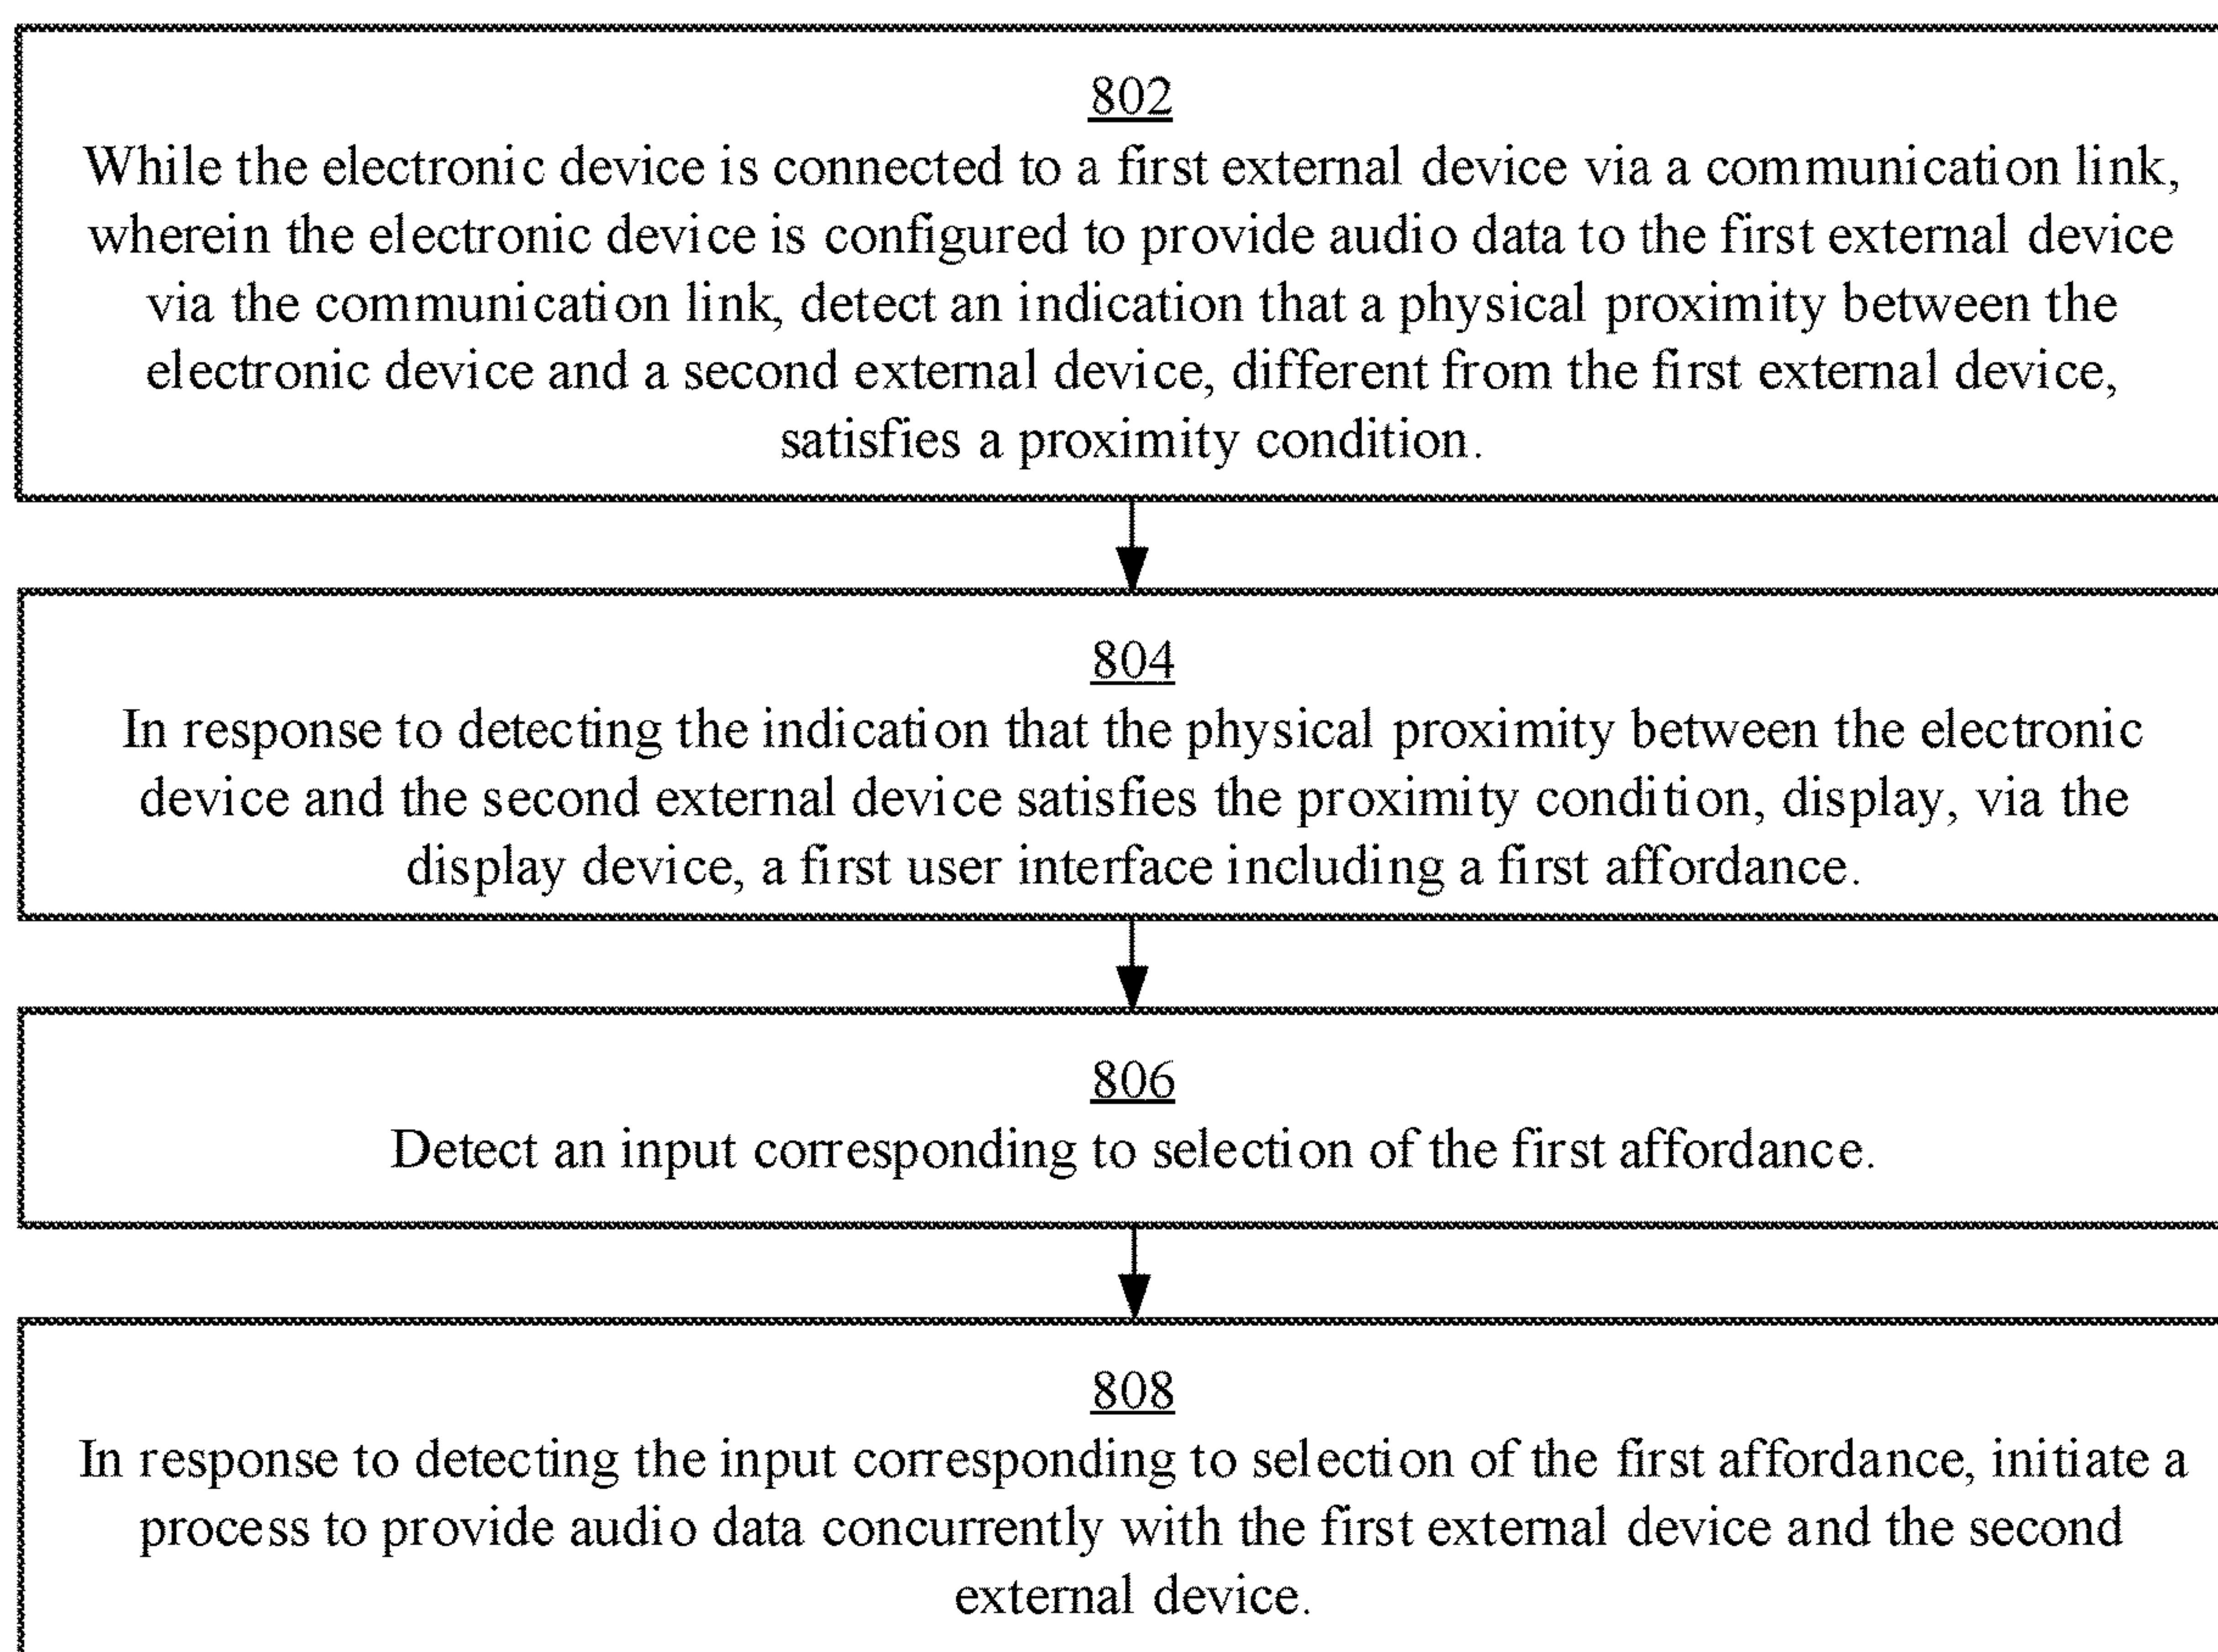 802
While the electronic device is connected to a first external device via a communication link,
wherein the electronic device is configured to provide audio data to the first external device
via the communication link, detect an indication that a physical proximity between the
electronic device and a second external device, different from the first external device,
satisfies a proximity condition.
804
In response to detecting the indication that the physical proximity between the electronic
device and the second external device satisfies the proximity condition, display, via the
display device, a first user interface including a first affordance.
806
Detect an input corresponding to selection of the first affordance.
808
In response to detecting the input corresponding to selection of the first affordance, initiate a
process to provide audio data concurrently with the first external device and the second
external device.